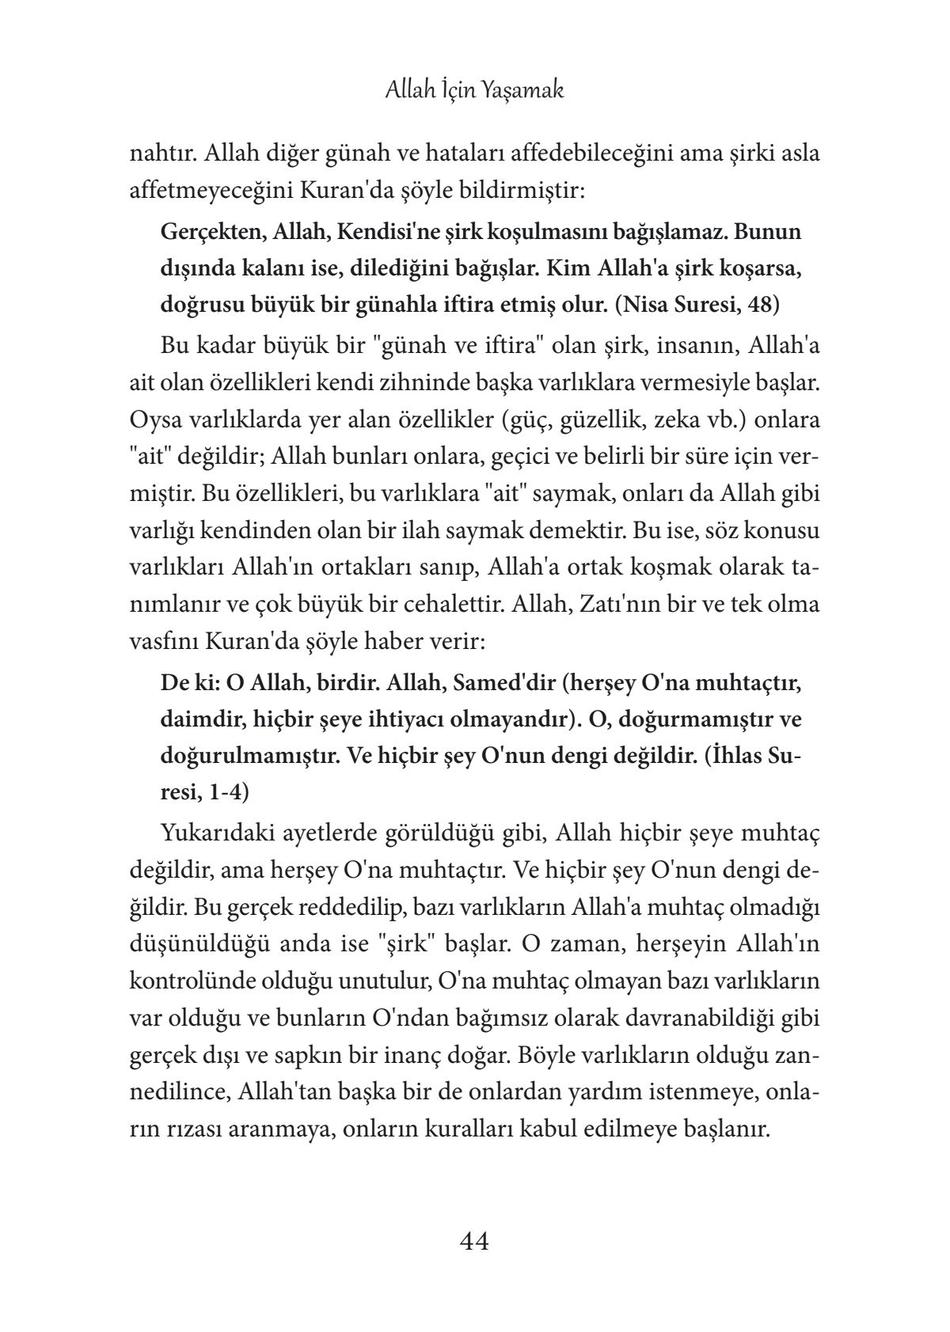 Allah İçin Yaşamak
nahtır. Allah diğer günah ve hataları affedebileceğini ama şirki asla
affetmeyeceğini Kuran'da şöyle bildirmiştir:
Gerçekten, Allah, Kendisi'ne şirk koşulmasını bağışlamaz. Bunun
dışında kalanı ise, dilediğini bağışlar. Kim Allah'a şirk koşarsa,
doğrusu büyük bir günahla iftira etmiş olur. (Nisa Suresi, 48)
Bu kadar büyük bir "günah ve iftira" olan şirk, insanın, Allah'a
ait olan özellikleri kendi zihninde başka varlıklara vermesiyle başlar.
Oysa varlıklarda yer alan özellikler (güç, güzellik, zeka vb.) onlara
"ait" değildir; Allah bunları onlara, geçici ve belirli bir süre için ver-
miştir. Bu özellikleri, bu varlıklara "ait" saymak, onları da Allah gibi
varlığı kendinden olan bir ilah saymak demektir. Bu ise, söz konusu
varlıkları Allah'ın ortakları sanıp, Allah'a ortak koşmak olarak ta-
nımlanır ve çok büyük bir cehalettir. Allah, Zatı'nın bir ve tek olma
vasfını Kuran'da şöyle haber verir:
De ki: O Allah, birdir. Allah, Samed'dir (herşey O'na muhtaçtır,
daimdir, hiçbir şeye ihtiyacı olmayandır). O, doğurmamıştır ve
doğurulmamıştır. Ve hiçbir şey O'nun dengi değildir. (İhlas Su-
resi, 1-4)
Yukarıdaki ayetlerde görüldüğü gibi, Allah hiçbir şeye muhtaç
değildir, ama herşey O'na muhtaçtır. Ve hiçbir şey O'nun dengi de-
ğildir. Bu gerçek reddedilip, bazı varlıkların Allah'a muhtaç olmadığı
düşünüldüğü anda ise "şirk" başlar. O zaman, herşeyin Allah'ın
kontrolünde olduğu unutulur, O'na muhtaç olmayan bazı varlıkların
var olduğu ve bunların O'ndan bağımsız olarak davranabildiği gibi
gerçek dışı ve sapkın bir inanç doğar. Böyle varlıkların olduğu zan-
nedilince, Allah'tan başka bir de onlardan yardım istenmeye, onla-
rın rızası aranmaya, onların kuralları kabul edilmeye başlanır.
44